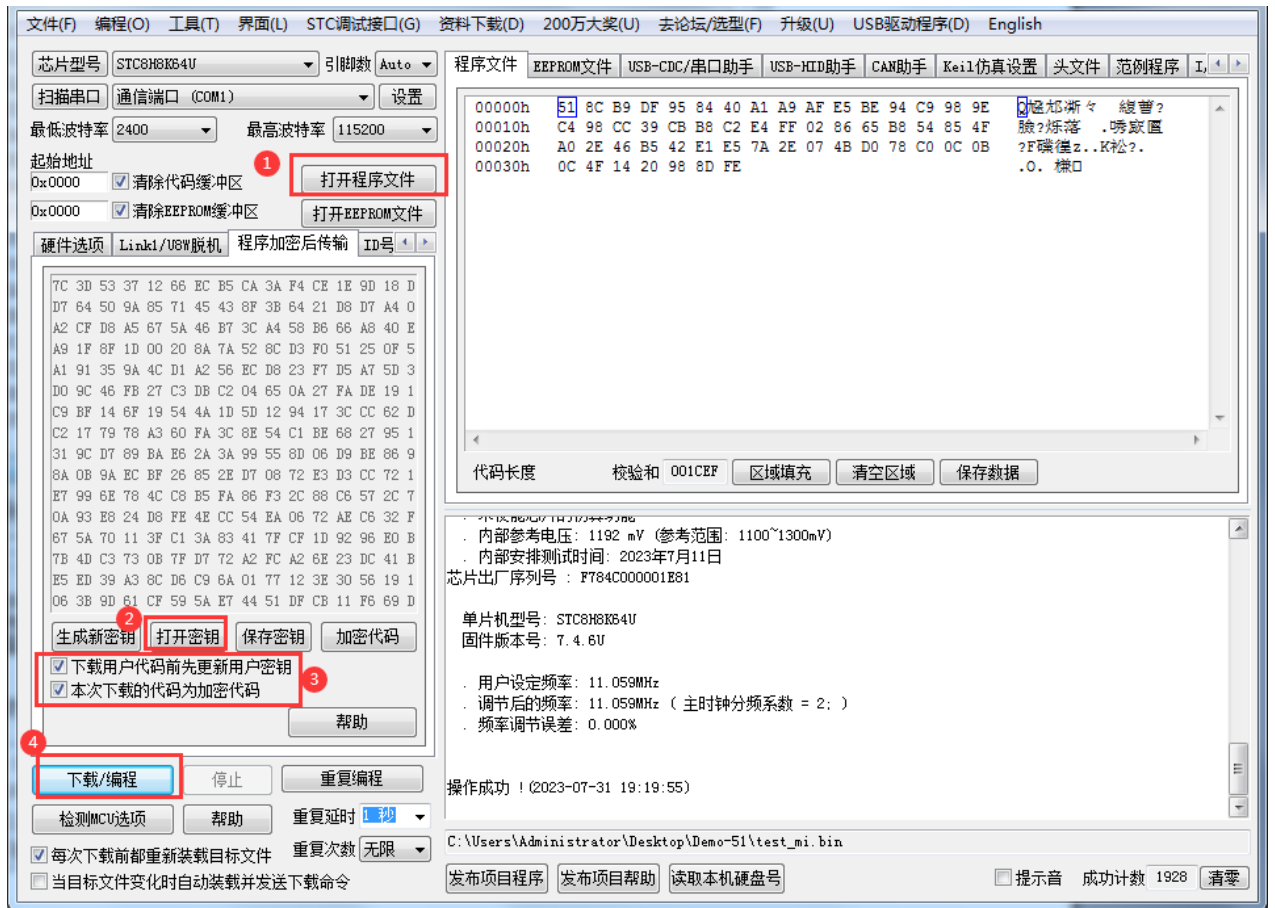 文件(F) 编程(O) 工具(T) 界面(L) STC调试接口(G) 资料下载(D) 200万大奖(U) 去论坛/选型(F) 升级(U) USB驱动程序(D) English
芯片型号 STC8H8K64U 引脚数 Auto
扫描串口 通信端口 (COM1) 设置
最低波特率 2400 最高波特率 115200
起始地址
1
0x0000 清除代码缓冲区 打开程序文件
0x0000 清除EEPROM缓冲区 打开EEPROM文件
硬件选项 Link1/U8W脱机 程序加密后传输 ID号
7C 3D 53 37 12 66 EC B5 CA 3A F4 CE 1E 9D 18 D
D7 64 50 9A 85 71 45 43 8F 3B 64 21 D8 D7 A4 0
A2 CF D8 A5 67 5A 46 B7 3C A4 58 B6 66 A8 40 E
A9 1F 8F 1D 00 20 8A 7A 52 8C D3 F0 51 25 0F 5
A1 91 35 9A 4C D1 A2 56 EC D8 23 F7 D5 A7 5D 3
D0 9C 46 FB 27 C3 DB C2 04 65 0A 27 FA DE 19 1
C9 BF 14 6F 19 54 4A 1D 5D 12 94 17 3C CC 62 D
C2 17 79 78 A3 60 FA 3C 8E 54 C1 BE 68 27 95 1
31 9C D7 89 BA E6 2A 3A 99 55 8D 06 D9 BE 86 9
8A 0B 9A EC BF 26 85 2E D7 08 72 E3 D3 CC 72 1
E7 99 6E 78 4C C8 B5 FA 86 F3 2C 88 C6 57 2C 7
0A 93 E8 24 D8 FE 4E CC 54 EA 06 72 AE C6 32 F
67 5A 70 11 3F C1 3A 83 41 7F CF 1D 92 96 E0 B
7B 4D C3 73 0B 7F D7 72 A2 FC A2 6E 23 DC 41 B
E5 ED 39 A3 8C D6 C9 6A 01 77 12 3E 30 56 19 1
06 3B 9D 61 CF 59 5A E7 44 51 DF CB 11 F6 69 D
2
生成新密钥 打开密钥 保存密钥 加密代码
下载用户代码前先更新用户密钥
本次下载的代码为加密代码
3
帮助
4
下载/编程 停止 重复编程
检测MCU选项 帮助 重复延时 1 秒
每次下载前都重新装载目标文件 重复次数 无限
当目标文件变化时自动装载并发送下载命令
程序文件 EEPROM文件 USB-CDC/串口助手 USB-HID助手 CAN助手 Keil仿真设置 头文件 范例程序 I
00000h 51 8C B9 DF 95 84 40 A1 A9 AF E5 BE 94 C9 98 9E
00010h C4 98 CC 39 CB B8 C2 E4 FF 02 86 65 B8 54 85 4F
00020h A0 2E 46 B5 42 E1 E5 7A 2E 07 4B D0 78 C0 0C 0B
00030h 0C 4F 14 20 98 8D FE
代码长度 校验和 001CEF 区域填充 清空区域 保存数据
. 内部参考电压: 1192 mV (参考范围: 1100~1300mV)
. 内部安排测试时间: 2023年7月11日
芯片出厂序列号 : F784C000001E81
单片机型号: STC8H8K64U
固件版本号: 7.4.6U
. 用户设定频率: 11.059MHz
. 调节后的频率: 11.059MHz ( 主时钟分频系数 = 2; )
. 频率调节误差: 0.000%
操作成功 !(2023-07-31 19:19:55)
C:\Users\Administrator\Desktop\Demo-51\test_mi.bin
发布项目程序 发布项目帮助 读取本机硬盘号 提示音 成功计数 1928 清零